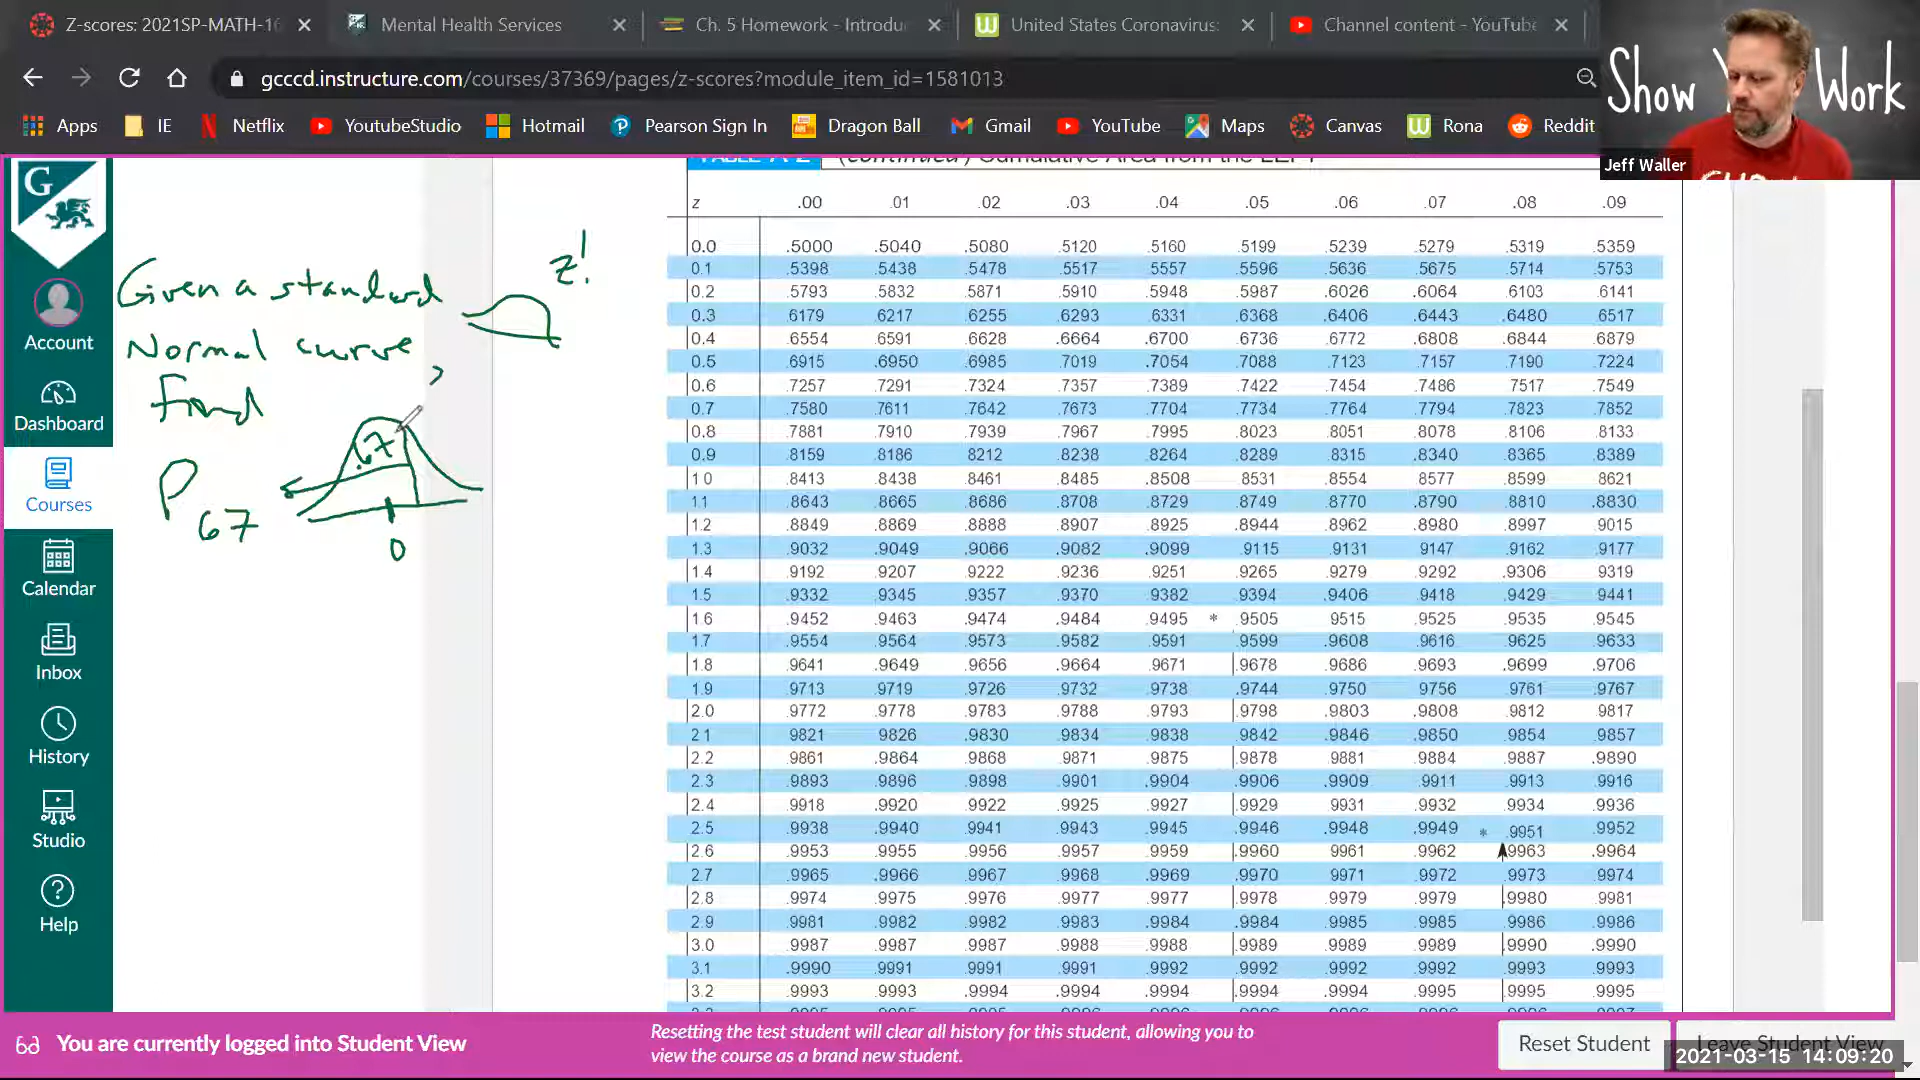 Z-scores: 2021SP-MATH-16
Mental Health Services
Ch. 5 Homework - Introdu
United States Coronavirus:
Channel content - YouTube
gcccd.instructure.com/courses/37369/pages/z-scores?module_item_id=1581013
Apps IE Netflix YoutubeStudio Hotmail Pearson Sign In Dragon Ball Gmail YouTube Maps Canvas Rona Reddit
Show Work
Jeff Waller
G
Account
Dashboard
Courses
Calendar
Inbox
History
Studio
Help
Given a standard
Normal curve,
Find
P67
.67
0
z!
TABLE A-2 (continued) Cumulative Area from the LEFT
z .00 .01 .02 .03 .04 .05 .06 .07 .08 .09
0.0 .5000 .5040 .5080 .5120 .5160 .5199 .5239 .5279 .5319 .5359
0.1 .5398 .5438 .5478 .5517 .5557 .5596 .5636 .5675 .5714 .5753
0.2 .5793 .5832 .5871 .5910 .5948 .5987 .6026 .6064 .6103 .6141
0.3 .6179 .6217 .6255 .6293 .6331 .6368 .6406 .6443 .6480 .6517
0.4 .6554 .6591 .6628 .6664 .6700 .6736 .6772 .6808 .6844 .6879
0.5 .6915 .6950 .6985 .7019 .7054 .7088 .7123 .7157 .7190 .7224
0.6 .7257 .7291 .7324 .7357 .7389 .7422 .7454 .7486 .7517 .7549
0.7 .7580 .7611 .7642 .7673 .7704 .7734 .7764 .7794 .7823 .7852
0.8 .7881 .7910 .7939 .7967 .7995 .8023 .8051 .8078 .8106 .8133
0.9 .8159 .8186 .8212 .8238 .8264 .8289 .8315 .8340 .8365 .8389
1.0 .8413 .8438 .8461 .8485 .8508 .8531 .8554 .8577 .8599 .8621
1.1 .8643 .8665 .8686 .8708 .8729 .8749 .8770 .8790 .8810 .8830
1.2 .8849 .8869 .8888 .8907 .8925 .8944 .8962 .8980 .8997 .9015
1.3 .9032 .9049 .9066 .9082 .9099 .9115 .9131 .9147 .9162 .9177
1.4 .9192 .9207 .9222 .9236 .9251 .9265 .9279 .9292 .9306 .9319
1.5 .9332 .9345 .9357 .9370 .9382 .9394 .9406 .9418 .9429 .9441
1.6 .9452 .9463 .9474 .9484 .9495 * .9505 .9515 .9525 .9535 .9545
1.7 .9554 .9564 .9573 .9582 .9591 .9599 .9608 .9616 .9625 .9633
1.8 .9641 .9649 .9656 .9664 .9671 .9678 .9686 .9693 .9699 .9706
1.9 .9713 .9719 .9726 .9732 .9738 .9744 .9750 .9756 .9761 .9767
2.0 .9772 .9778 .9783 .9788 .9793 .9798 .9803 .9808 .9812 .9817
2.1 .9821 .9826 .9830 .9834 .9838 .9842 .9846 .9850 .9854 .9857
2.2 .9861 .9864 .9868 .9871 .9875 .9878 .9881 .9884 .9887 .9890
2.3 .9893 .9896 .9898 .9901 .9904 .9906 .9909 .9911 .9913 .9916
2.4 .9918 .9920 .9922 .9925 .9927 .9929 .9931 .9932 .9934 .9936
2.5 .9938 .9940 .9941 .9943 .9945 .9946 .9948 .9949 * .9951 .9952
2.6 .9953 .9955 .9956 .9957 .9959 .9960 .9961 .9962 .9963 .9964
2.7 .9965 .9966 .9967 .9968 .9969 .9970 .9971 .9972 .9973 .9974
2.8 .9974 .9975 .9976 .9977 .9977 .9978 .9979 .9979 .9980 .9981
2.9 .9981 .9982 .9982 .9983 .9984 .9984 .9985 .9985 .9986 .9986
3.0 .9987 .9987 .9987 .9988 .9988 .9989 .9989 .9989 .9990 .9990
3.1 .9990 .9991 .9991 .9991 .9992 .9992 .9992 .9992 .9993 .9993
3.2 .9993 .9993 .9994 .9994 .9994 .9994 .9994 .9995 .9995 .9995
You are currently logged into Student View
Resetting the test student will clear all history for this student, allowing you to
view the course as a brand new student.
Reset Student
Leave Student View
2021-03-15 14:09:20